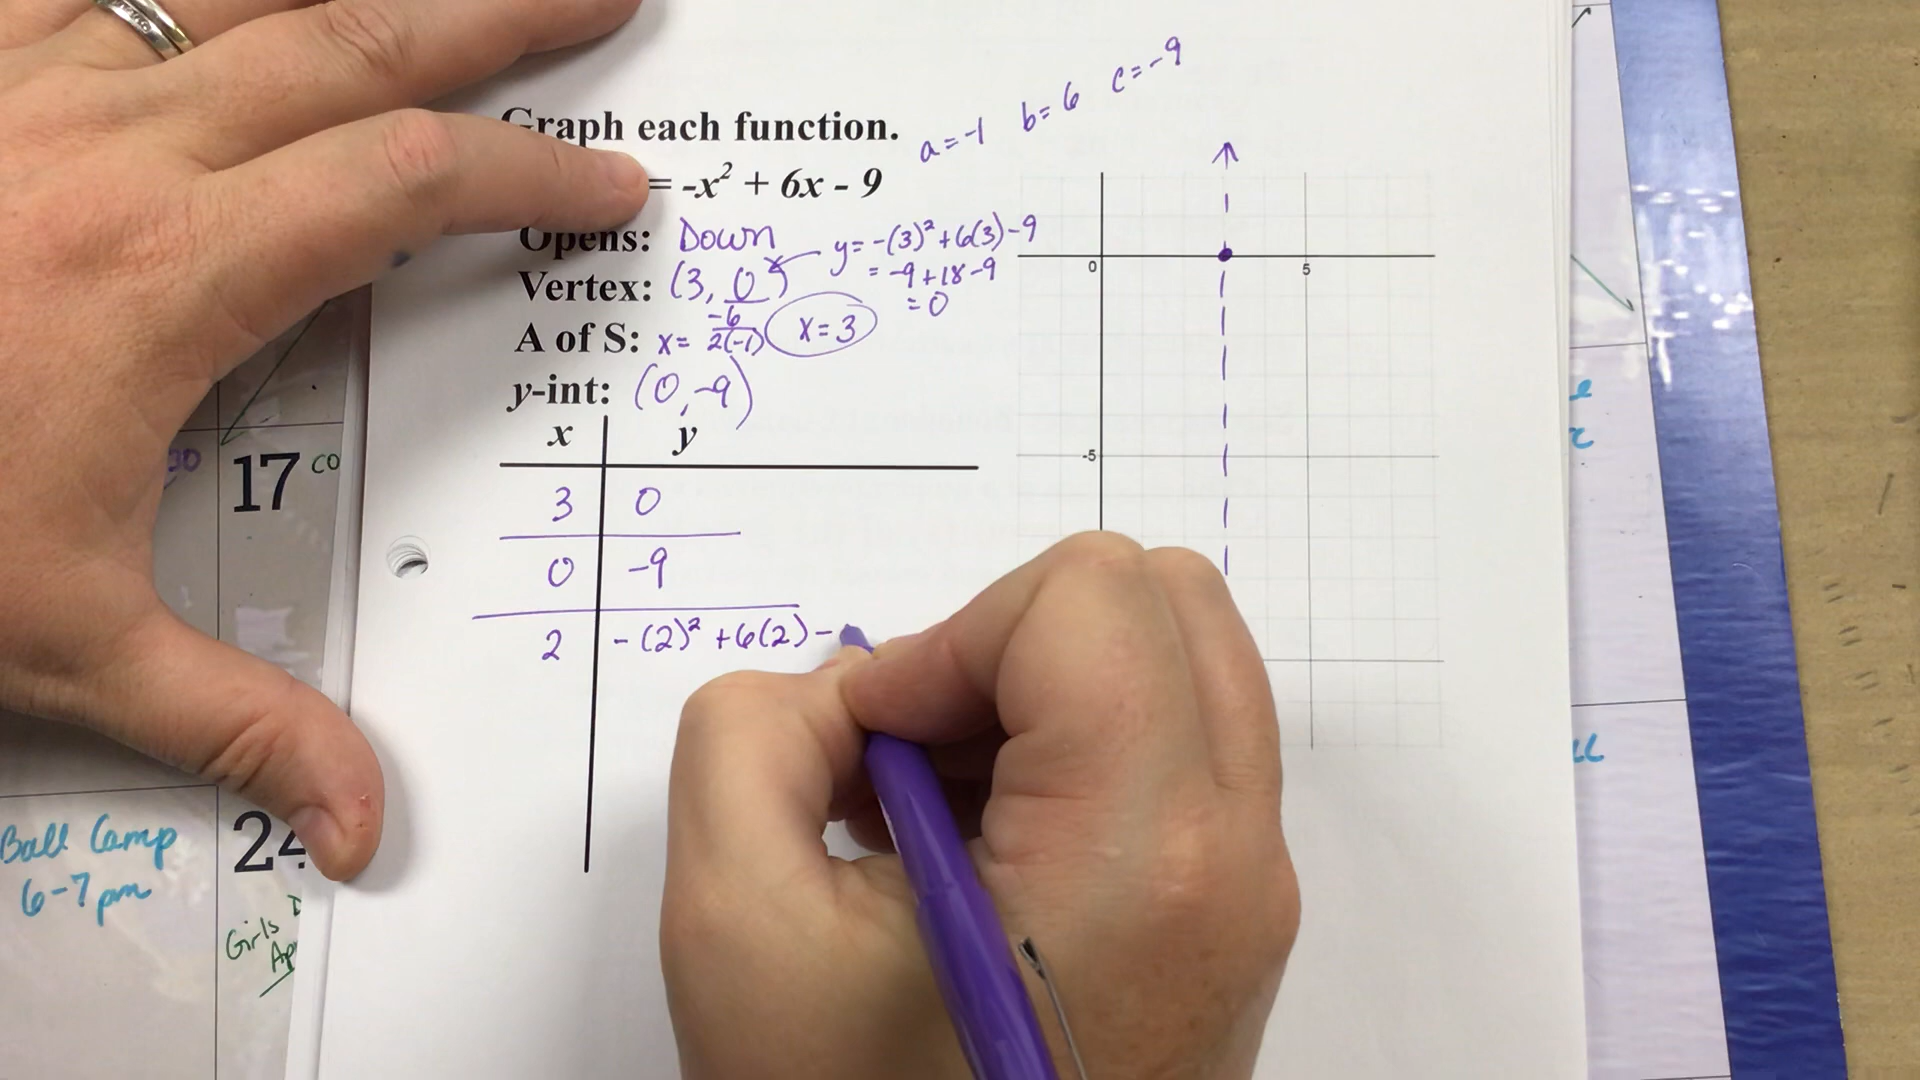 a=-1 b=6 c=-9
Graph each function.
= -x² + 6x - 9
Opens: Down
y=-(3)²+6(3)-9
Vertex: (3, 0)
= -9+18-9
= 0
A of S: x= -6/2(-1) x=3
y-int: (0,-9)
x y
3 0
0 -9
2 -(2)² +6(2)-
0 5
-5
30
17 co
Ball Camp
6-7pm
24
Girls